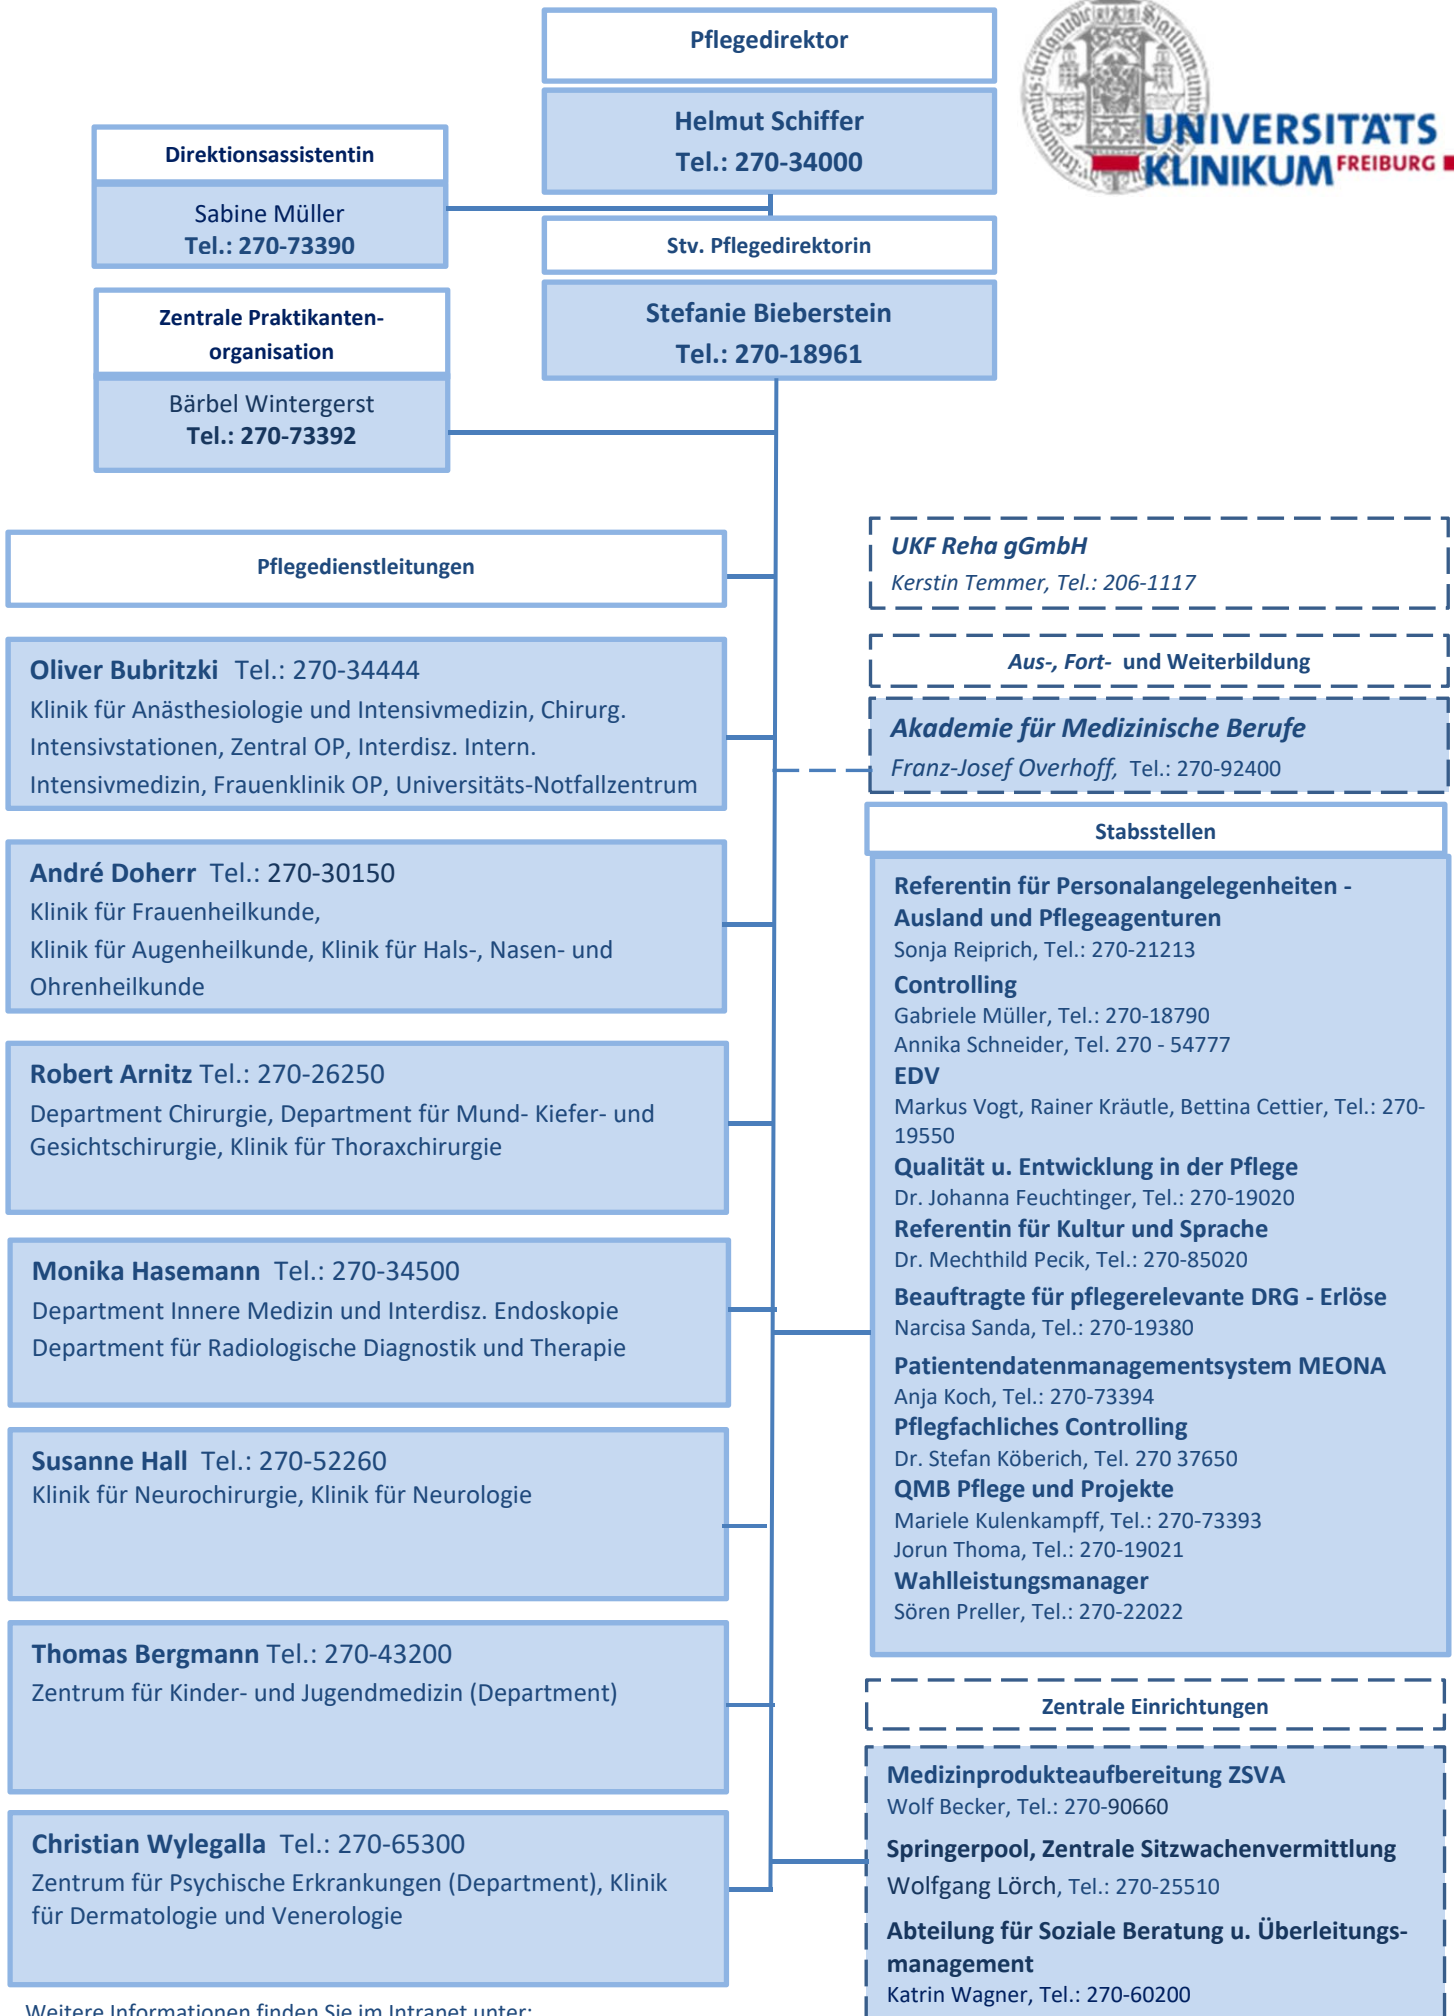 Pflegedirektor
Helmut Schiffer
Tel.: 270-34000
UNIVERSITÄTS
KLINIKUM FREIBURG
Direktionsassistentin
Sabine Müller
Tel.: 270-73390
Stv. Pflegedirektorin
Stefanie Bieberstein
Tel.: 270-18961
Zentrale Praktikanten-
organisation
Bärbel Wintergerst
Tel.: 270-73392
Pflegedienstleitungen
Oliver Bubritzki Tel.: 270-34444
Klinik für Anästhesiologie und Intensivmedizin, Chirurg.
Intensivstationen, Zentral OP, Interdisz. Intern.
Intensivmedizin, Frauenklinik OP, Universitäts-Notfallzentrum
André Doherr Tel.: 270-30150
Klinik für Frauenheilkunde,
Klinik für Augenheilkunde, Klinik für Hals-, Nasen- und
Ohrenheilkunde
Robert Arnitz Tel.: 270-26250
Department Chirurgie, Department für Mund- Kiefer- und
Gesichtschirurgie, Klinik für Thoraxchirurgie
Monika Hasemann Tel.: 270-34500
Department Innere Medizin und Interdisz. Endoskopie
Department für Radiologische Diagnostik und Therapie
Susanne Hall Tel.: 270-52260
Klinik für Neurochirurgie, Klinik für Neurologie
Thomas Bergmann Tel.: 270-43200
Zentrum für Kinder- und Jugendmedizin (Department)
Christian Wylegalla Tel.: 270-65300
Zentrum für Psychische Erkrankungen (Department), Klinik
für Dermatologie und Venerologie
Weitere Informationen finden Sie im Intranet unter:
UKF Reha gGmbH
Kerstin Temmer, Tel.: 206-1117
Aus-, Fort- und Weiterbildung
Akademie für Medizinische Berufe
Franz-Josef Overhoff, Tel.: 270-92400
Stabsstellen
Referentin für Personalangelegenheiten -
Ausland und Pflegeagenturen
Sonja Reiprich, Tel.: 270-21213
Controlling
Gabriele Müller, Tel.: 270-18790
Annika Schneider, Tel. 270 - 54777
EDV
Markus Vogt, Rainer Kräutle, Bettina Cettier, Tel.: 270-
19550
Qualität u. Entwicklung in der Pflege
Dr. Johanna Feuchtinger, Tel.: 270-19020
Referentin für Kultur und Sprache
Dr. Mechthild Pecik, Tel.: 270-85020
Beauftragte für pflegerelevante DRG - Erlöse
Narcisa Sanda, Tel.: 270-19380
Patientendatenmanagementsystem MEONA
Anja Koch, Tel.: 270-73394
Pflegfachliches Controlling
Dr. Stefan Köberich, Tel. 270 37650
QMB Pflege und Projekte
Mariele Kulenkampff, Tel.: 270-73393
Jorun Thoma, Tel.: 270-19021
Wahlleistungsmanager
Sören Preller, Tel.: 270-22022
Zentrale Einrichtungen
Medizinprodukteaufbereitung ZSVA
Wolf Becker, Tel.: 270-90660
Springerpool, Zentrale Sitzwachenvermittlung
Wolfgang Lörch, Tel.: 270-25510
Abteilung für Soziale Beratung u. Überleitungs-
management
Katrin Wagner, Tel.: 270-60200